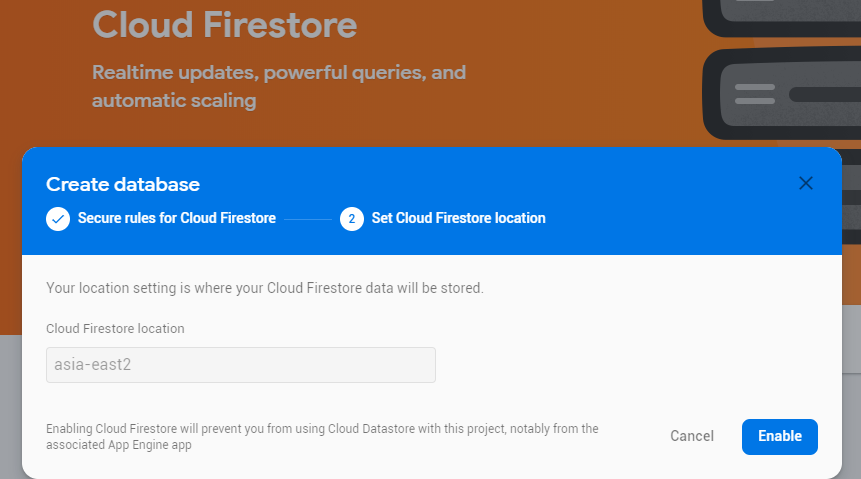 Cloud Firestore
Realtime updates, powerful queries, and
automatic scaling
Create database
Secure rules for Cloud Firestore
2 Set Cloud Firestore location
Your location setting is where your Cloud Firestore data will be stored.
Cloud Firestore location
asia-east2
Enabling Cloud Firestore will prevent you from using Cloud Datastore with this project, notably from the
associated App Engine app
Cancel
Enable